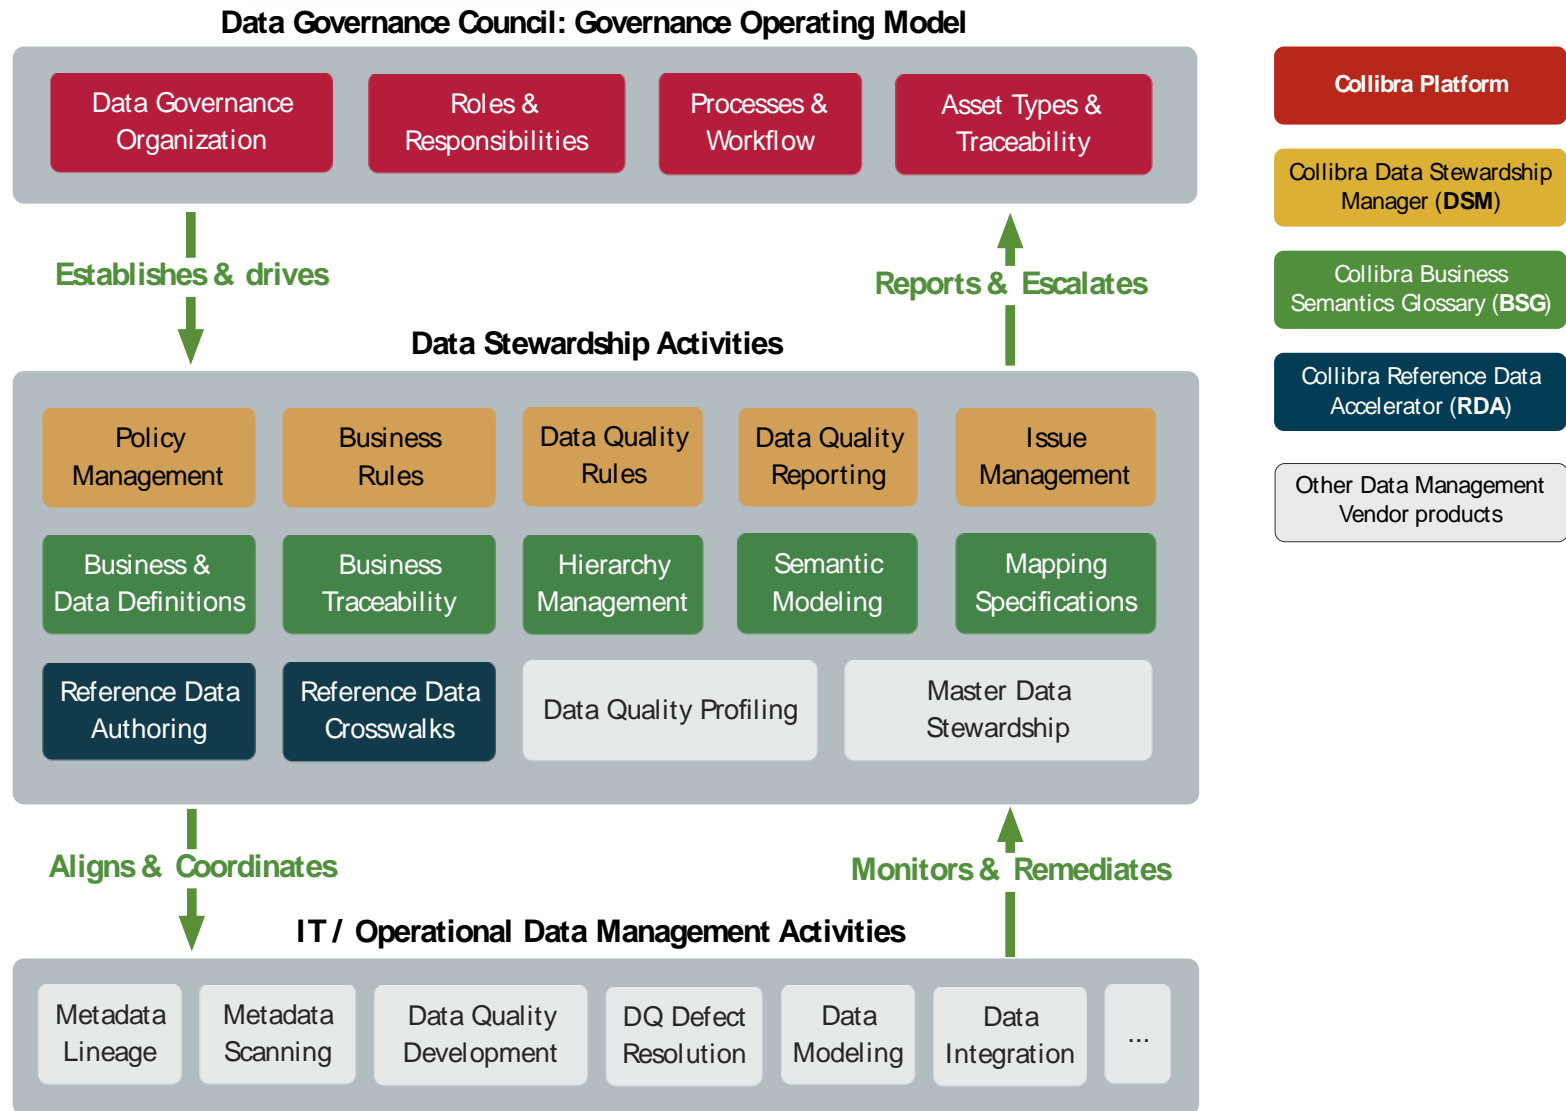 Data Governance Council: Governance Operating Model
Data Governance
Organization
Roles &
Responsibilities
Processes &
Workflow
Asset Types &
Traceability
Establishes & drives
Reports & Escalates
Data Stewardship Activities
Policy
Management
Business
Rules
Data Quality
Rules
Data Quality
Reporting
Issue
Management
Business &
Data Definitions
Business
Traceability
Hierarchy
Management
Semantic
Modeling
Mapping
Specifications
Reference Data
Authoring
Reference Data
Crosswalks
Data Quality Profiling
Master Data
Stewardship
Aligns & Coordinates
Monitors & Remediates
IT / Operational Data Management Activities
Metadata
Lineage
Metadata
Scanning
Data Quality
Development
DQ Defect
Resolution
Data
Modeling
Data
Integration
...
Collibra Platform
Collibra Data Stewardship
Manager (DSM)
Collibra Business
Semantics Glossary (BSG)
Collibra Reference Data
Accelerator (RDA)
Other Data Management
Vendor products